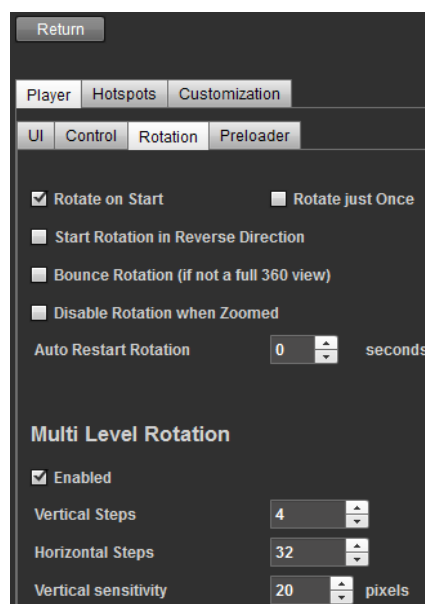 Return
Player Hotspots Customization
UI Control Rotation Preloader
Rotate on Start Rotate just Once
Start Rotation in Reverse Direction
Bounce Rotation (if not a full 360 view)
Disable Rotation when Zoomed
Auto Restart Rotation 0 seconds
Multi Level Rotation
Enabled
Vertical Steps 4
Horizontal Steps 32
Vertical sensitivity 20 pixels